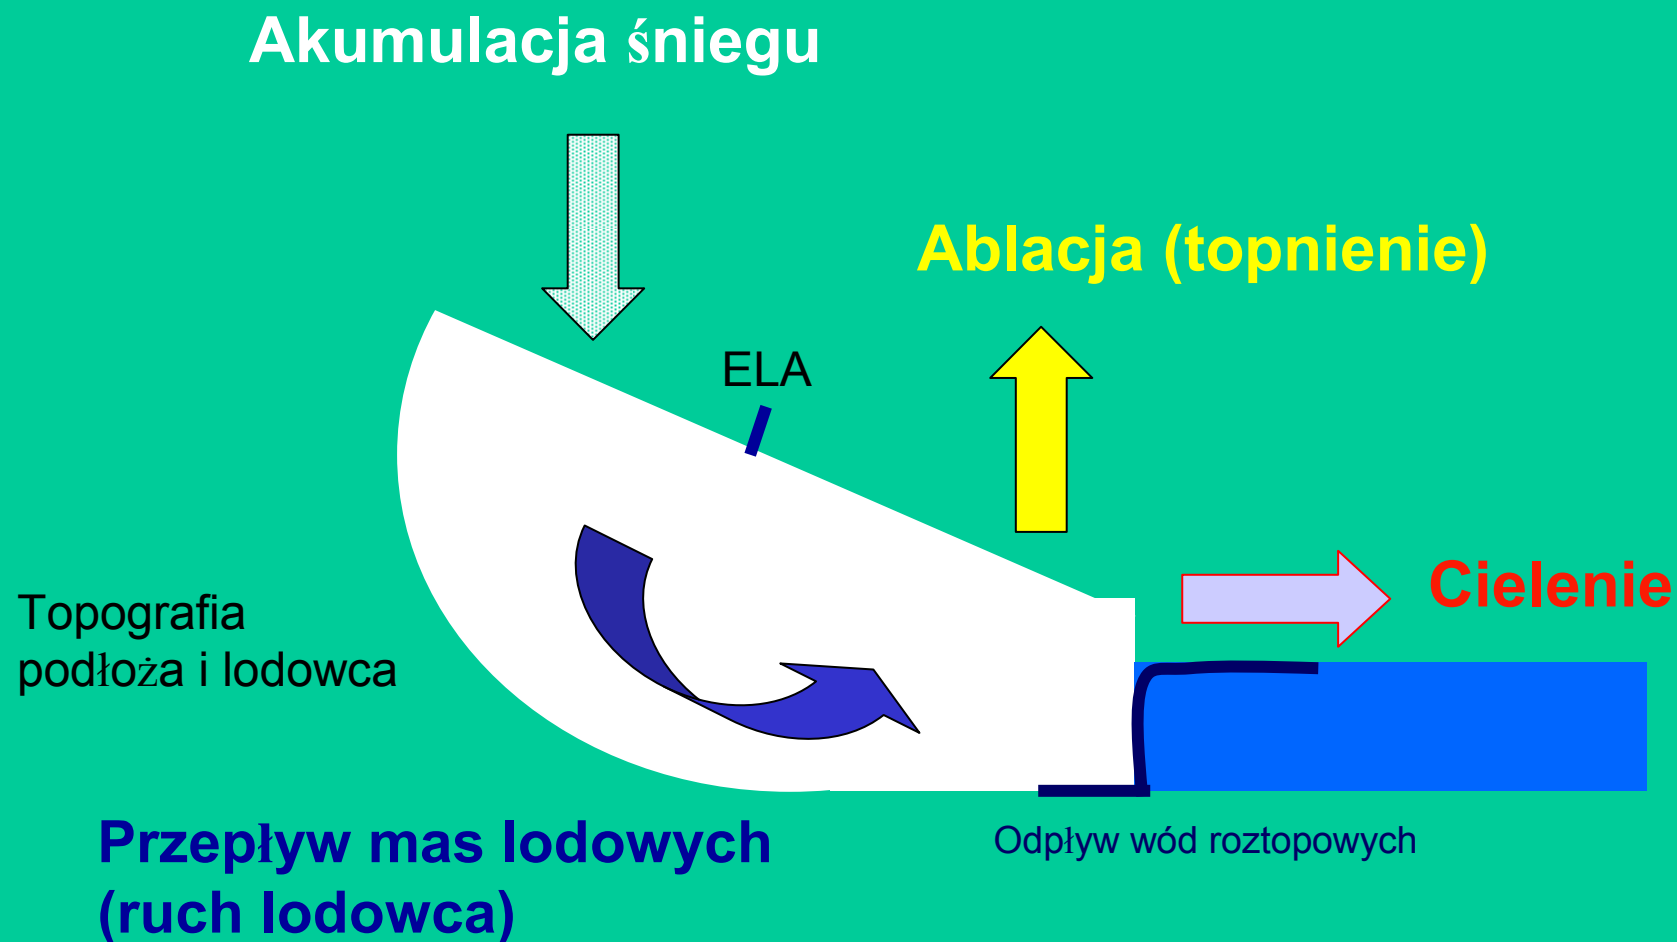 Akumulacja śniegu
Ablacja (topnienie)
ELA
Cielenie
Topografia
podłoża i lodowca
Przepływ mas lodowych
(ruch lodowca)
Odpływ wód roztopowych